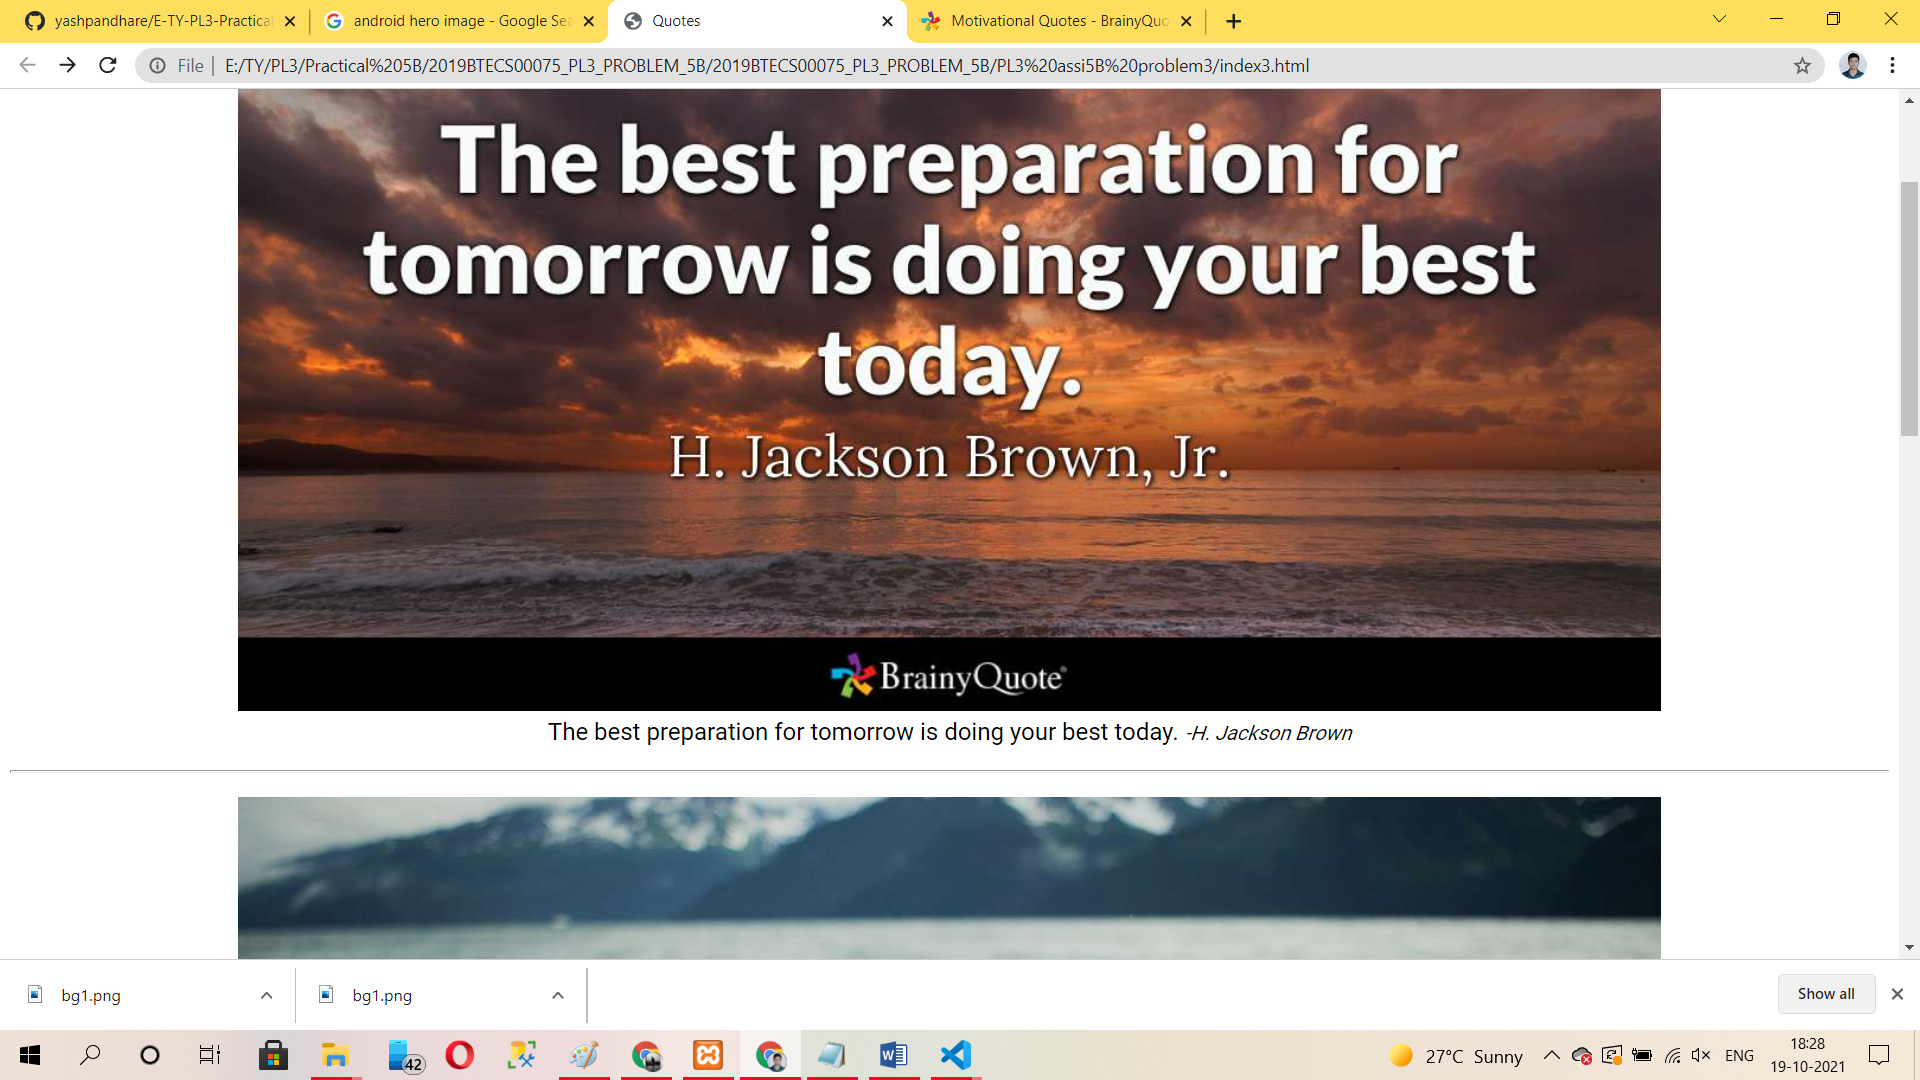 yashpandhare/E-TY-PL3-Practical
android hero image - Google Sea
Quotes
Motivational Quotes - BrainyQuo
File
E:/TY/PL3/Practical%205B/2019BTECS00075_PL3_PROBLEM_5B/2019BTECS00075_PL3_PROBLEM_5B/PL3%20assi5B%20problem3/index3.html
The best preparation for
tomorrow is doing your best
today.
H. Jackson Brown, Jr.
BrainyQuote®
The best preparation for tomorrow is doing your best today. -H. Jackson Brown
bg1.png
bg1.png
Show all
42
27°C Sunny
ENG
18:28
19-10-2021